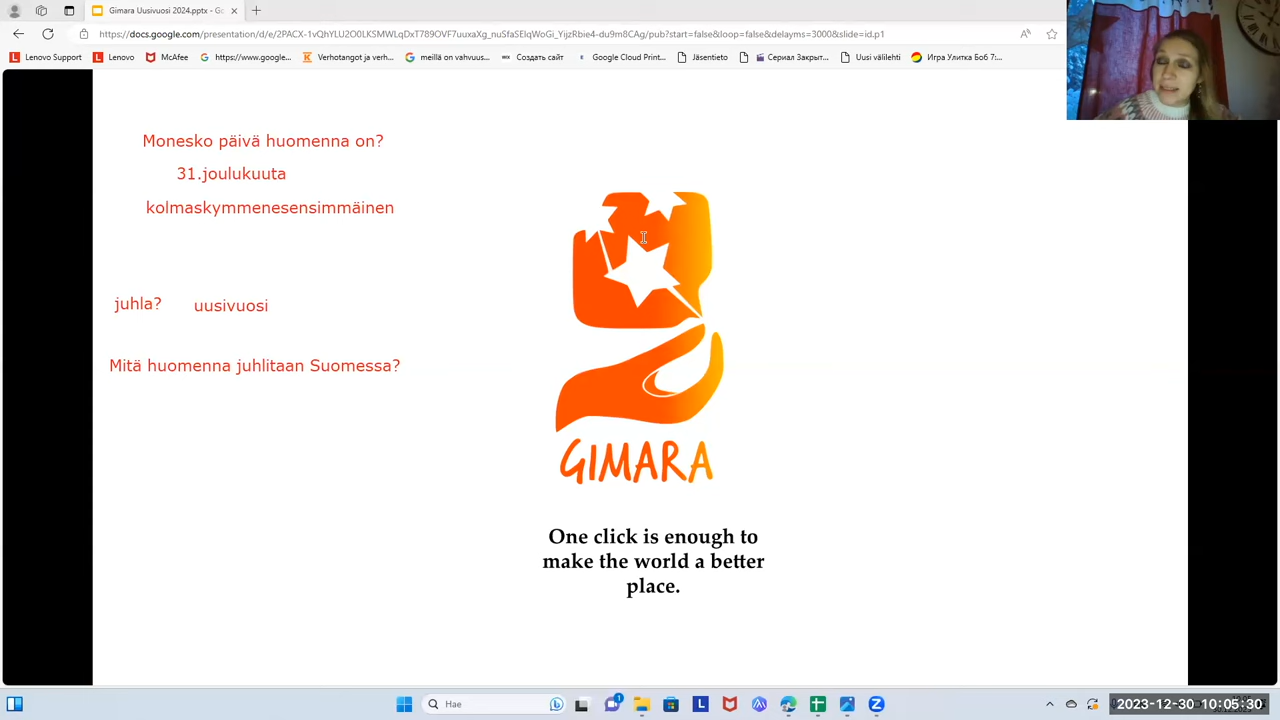 Gimara Uusivuosi 2024.pptx - Go
https://docs.google.com/presentation/d/e/2PACX-1vQhYLU2O0LKSMWLqDxT789OVF7uuxaXg_nuSfaSElqWoGi_YijzRbie4-du9m8CAg/pub?start=false&loop=false&delayms=3000&slide=id.p1
Lenovo Support
Lenovo
McAfee
https://www.google...
Verhotangot ja verh...
meillä on vahvuus...
Создать сайт
Google Cloud Print...
Jäsentieto
Сериал Закрыт...
Uusi välilehti
Игра Улитка Боб 7:...
Monesko päivä huomenna on?
31.joulukuuta
kolmaskymmenesensimmäinen
juhla? uusivuosi
Mitä huomenna juhlitaan Suomessa?
GIMARA
One click is enough to
make the world a better
place.
Hae
2023-12-30 10:05:30